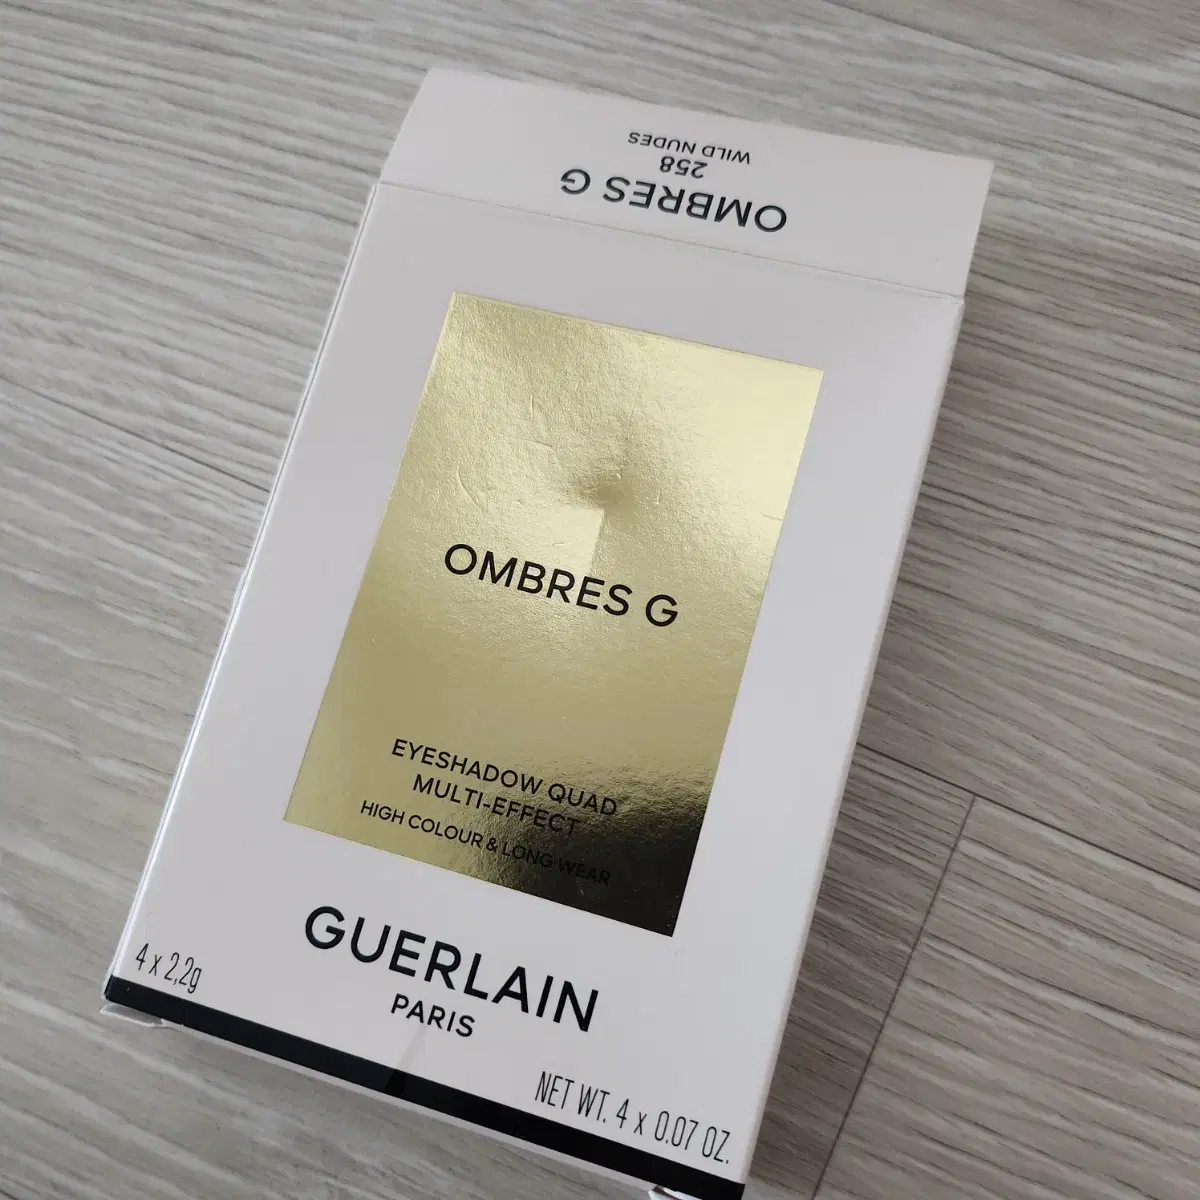 OMBRES G
258
WILD NUDES
OMBRES G
EYESHADOW QUAD
MULTI-EFFECT
HIGH COLOUR & LONG WEAR
GUERLAIN
PARIS
4 x 2,2g
NET WT. 4 x 0.07 OZ.